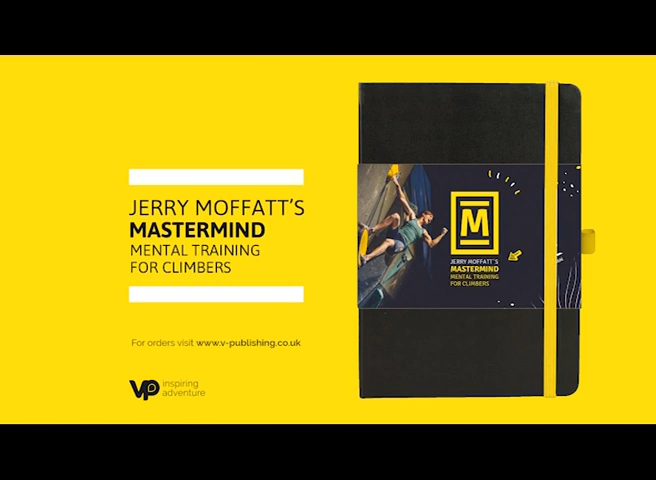 JERRY MOFFATT'S
MASTERMIND
MENTAL TRAINING
FOR CLIMBERS
For orders visit www.v-publishing.co.uk
VP inspiring
adventure
M
JERRY MOFFATT'S
MASTERMIND
MENTAL TRAINING
FOR CLIMBERS